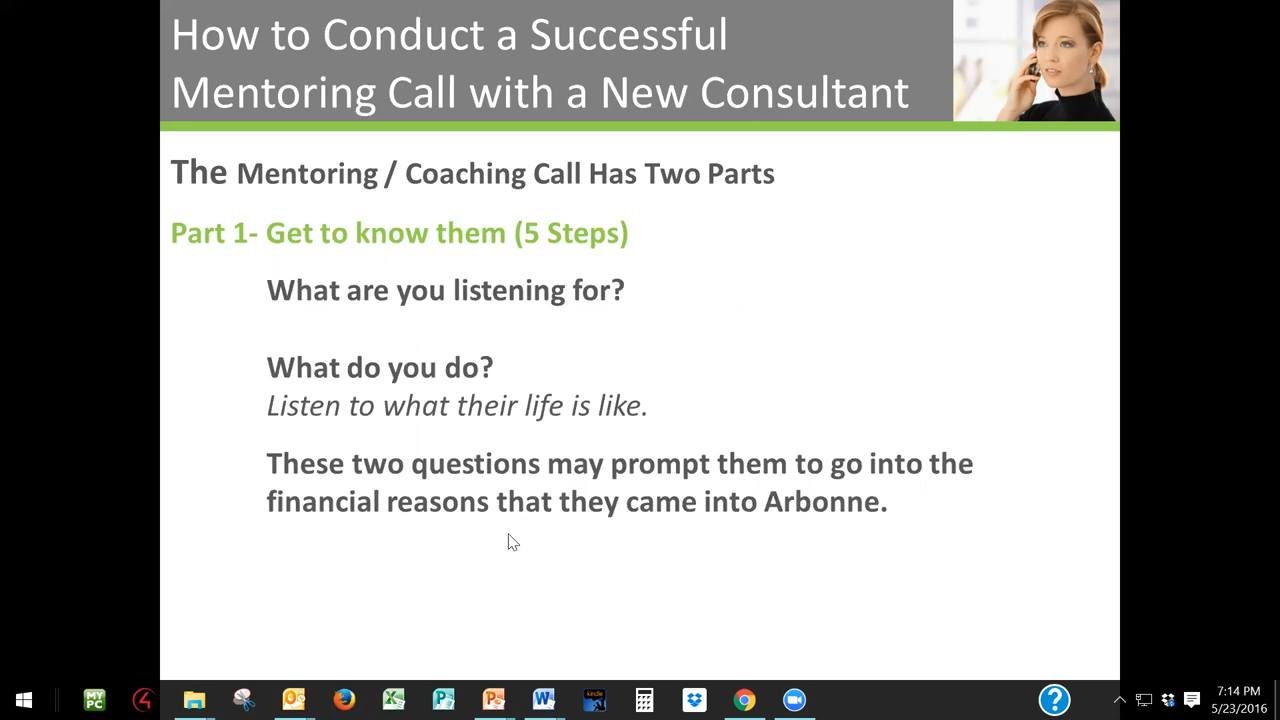 How to Conduct a Successful
Mentoring Call with a New Consultant
The Mentoring / Coaching Call Has Two Parts
Part 1- Get to know them (5 Steps)
What are you listening for?
What do you do?
Listen to what their life is like.
These two questions may prompt them to go into the
financial reasons that they came into Arbonne.
MY
PC
kindle
?
7:14 PM
5/23/2016